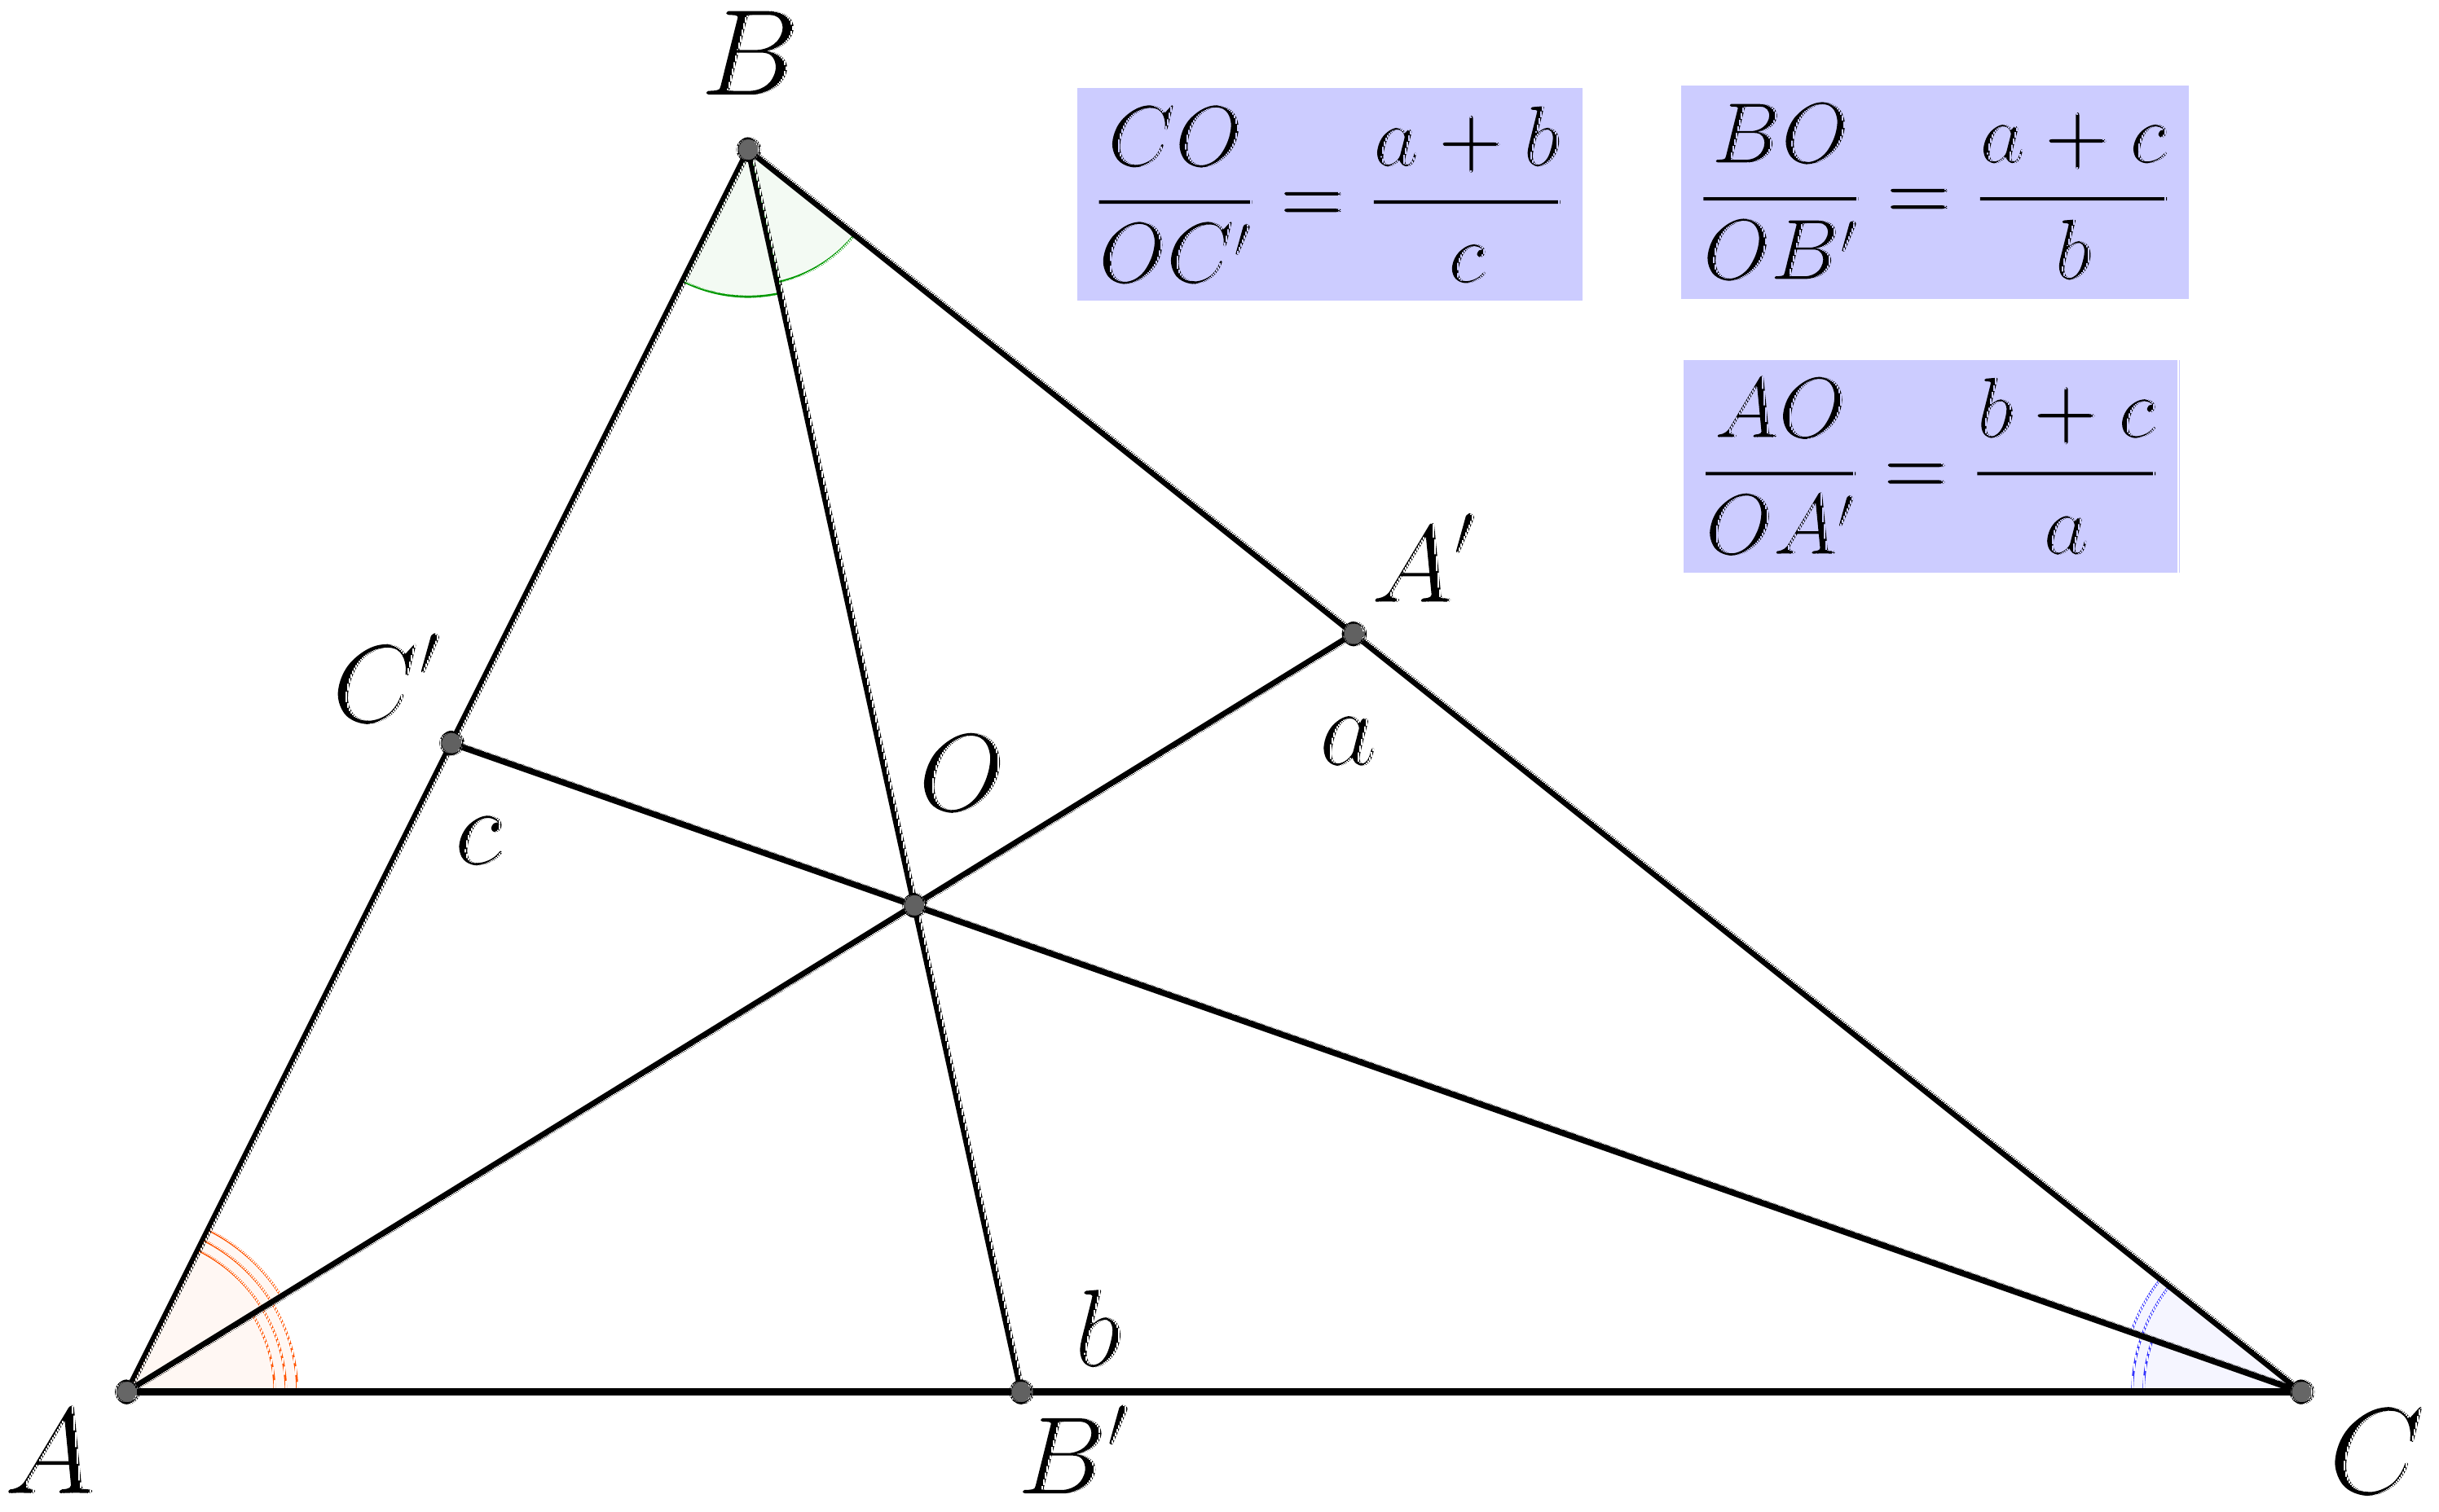 B
CO/OC′ = a + b/c
BO/OB′ = a + c/b
AO/OA′ = b + c/a
A′
C′
a
O
c
b
A
B′
C